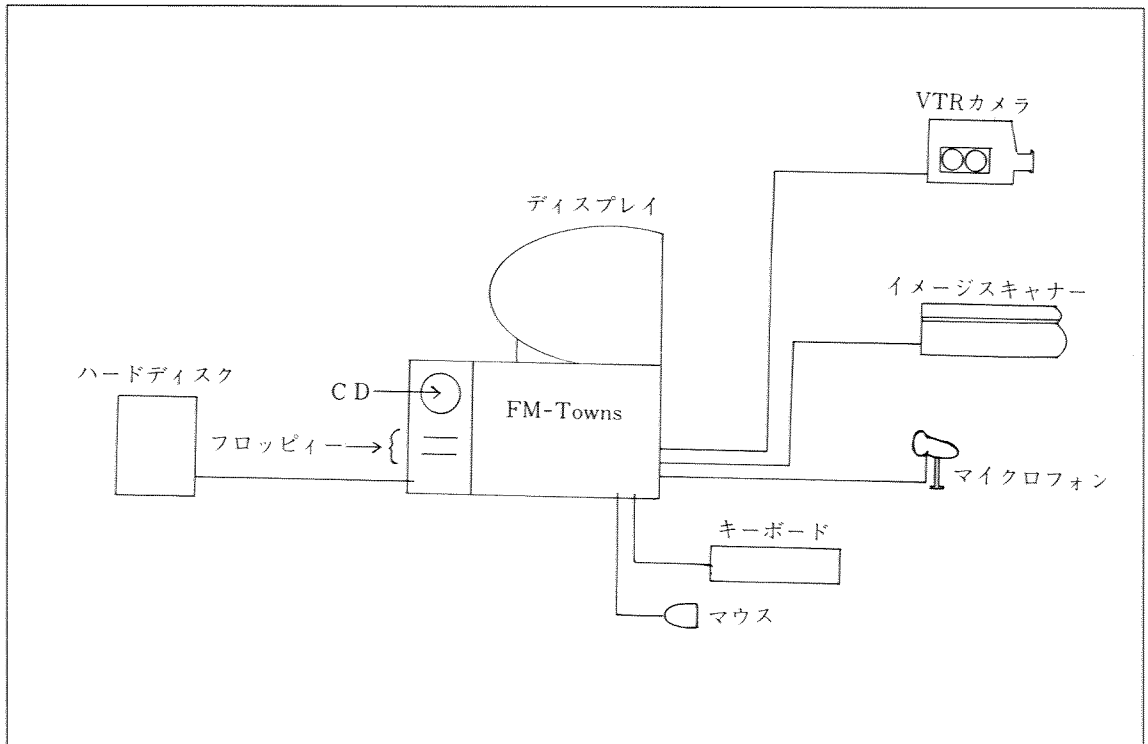 VTRカメラ
ディスプレイ
イメージスキャナー
ハードディスク
CD
FM-Towns
フロッピィー
マイクロフォン
キーボード
マウス